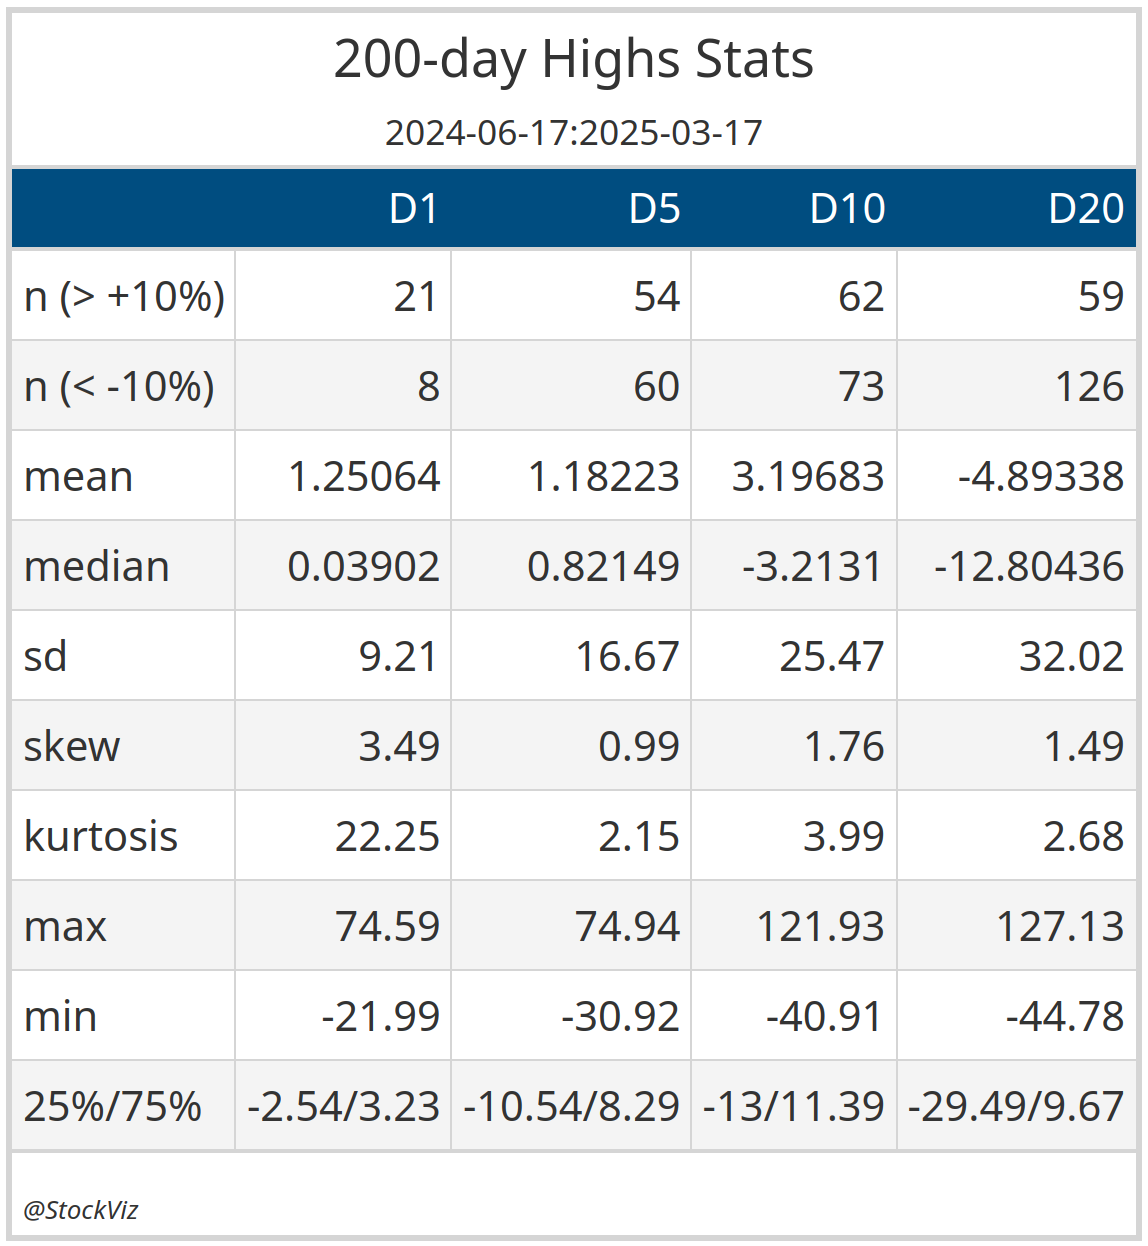 200-day Highs Stats
2024-06-17:2025-03-17
D1 D5 D10 D20
n (> +10%) 21 54 62 59
n (< -10%) 8 60 73 126
mean 1.25064 1.18223 3.19683 -4.89338
median 0.03902 0.82149 -3.2131 -12.80436
sd 9.21 16.67 25.47 32.02
skew 3.49 0.99 1.76 1.49
kurtosis 22.25 2.15 3.99 2.68
max 74.59 74.94 121.93 127.13
min -21.99 -30.92 -40.91 -44.78
25%/75% -2.54/3.23 -10.54/8.29 -13/11.39 -29.49/9.67
@StockViz